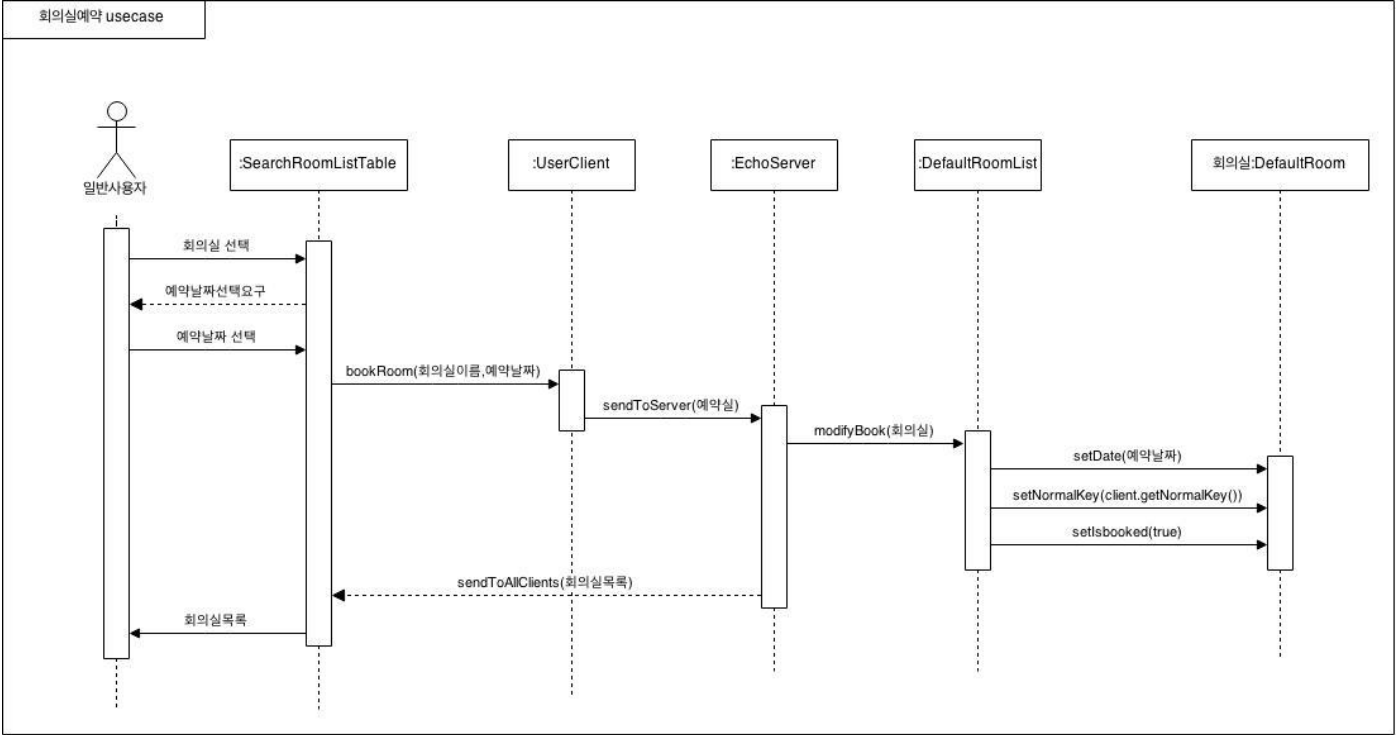 회의실예약 usecase
일반사용자
:SearchRoomListTable
:UserClient
:EchoServer
:DefaultRoomList
회의실:DefaultRoom
회의실 선택
예약날짜선택요구
예약날짜 선택
bookRoom(회의실이름,예약날짜)
sendToServer(예약실)
modifyBook(회의실)
setDate(예약날짜)
setNormalKey(client.getNormalKey())
setIsbooked(true)
sendToAllClients(회의실목록)
회의실목록